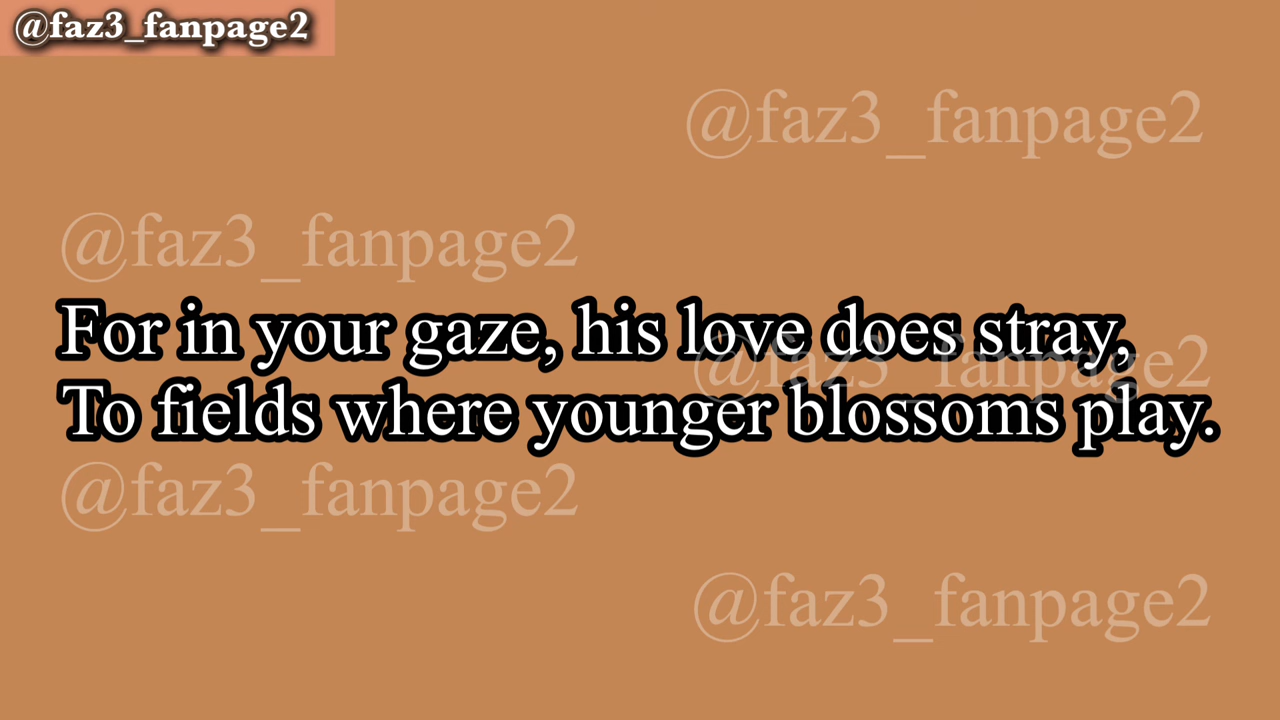 @faz3_fanpage2
@faz3_fanpage2
@faz3_fanpage2
For in your gaze, his love does stray,
@faz3_fanpage2
To fields where younger blossoms play.
@faz3_fanpage2
@faz3_fanpage2